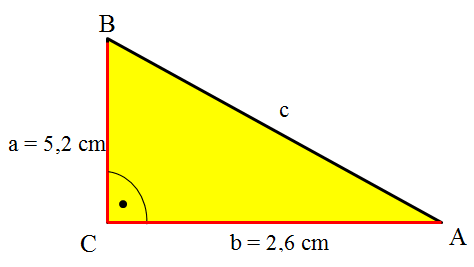 B
c
a = 5,2 cm
C
b = 2,6 cm
A